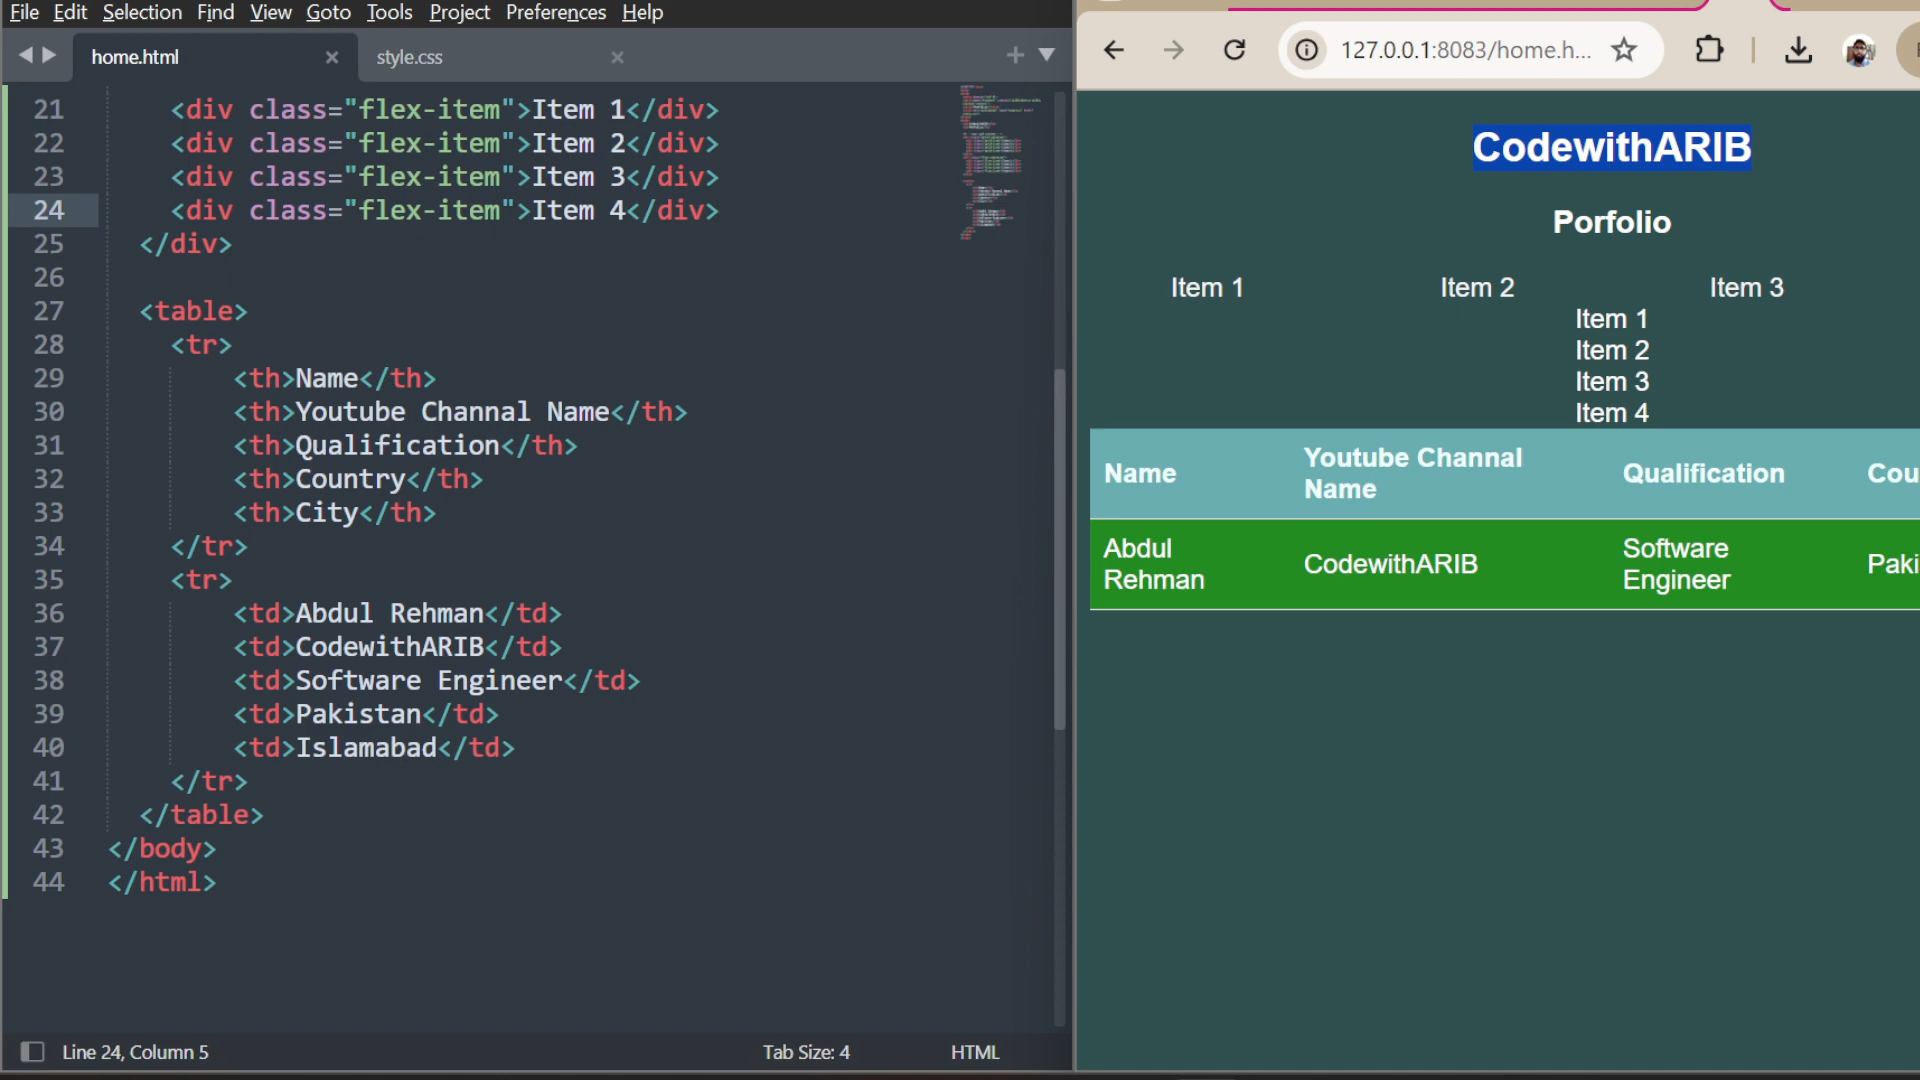 File Edit Selection Find View Goto Tools Project Preferences Help
home.html × style.css ×
21 <div class="flex-item">Item 1</div>
22 <div class="flex-item">Item 2</div>
23 <div class="flex-item">Item 3</div>
24 <div class="flex-item">Item 4</div>
25 </div>
26
27 <table>
28 <tr>
29 <th>Name</th>
30 <th>Youtube Channal Name</th>
31 <th>Qualification</th>
32 <th>Country</th>
33 <th>City</th>
34 </tr>
35 <tr>
36 <td>Abdul Rehman</td>
37 <td>CodewithARIB</td>
38 <td>Software Engineer</td>
39 <td>Pakistan</td>
40 <td>Islamabad</td>
41 </tr>
42 </table>
43 </body>
44 </html>
Line 24, Column 5 Tab Size: 4 HTML
127.0.0.1:8083/home.h...
CodewithARIB
Porfolio
Item 1 Item 2 Item 3
Item 1
Item 2
Item 3
Item 4
Name Youtube Channal Name Qualification Cou
Abdul Rehman CodewithARIB Software Engineer Paki